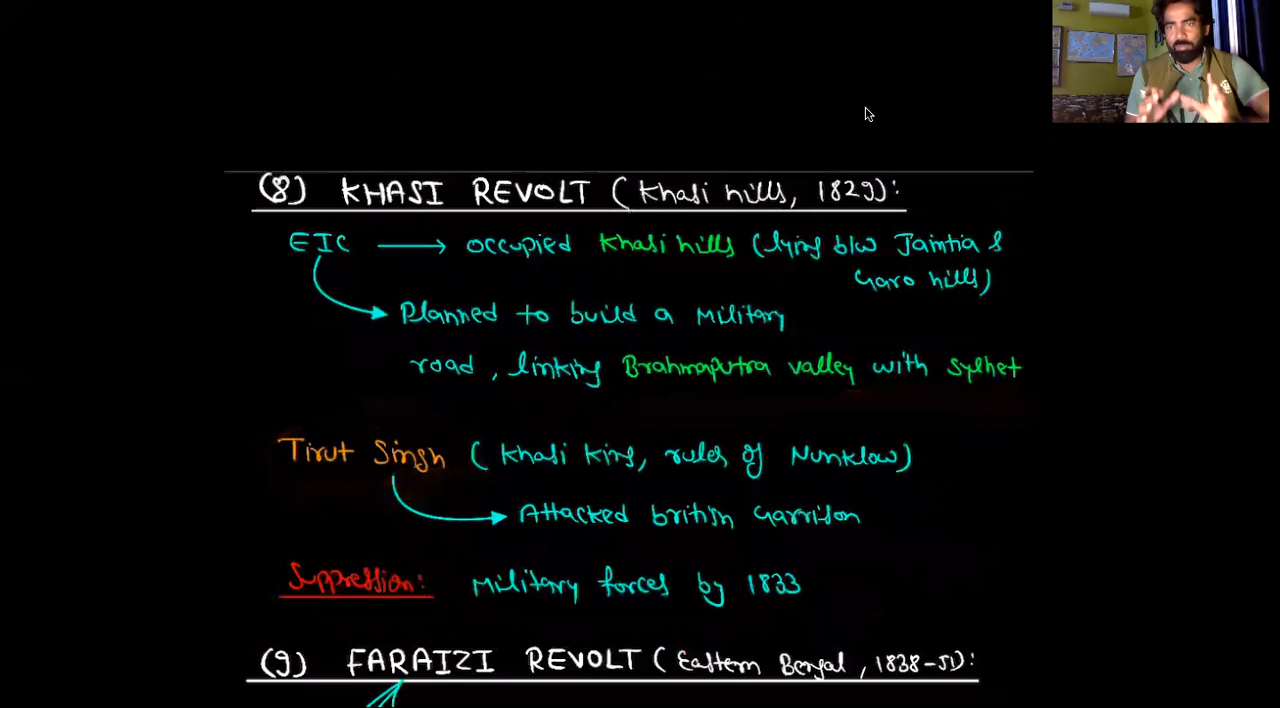 (8) KHASI REVOLT (Khasi hills, 1829):
EIC → occupied Khasi hills (lying b/w Jaintia &
Garo hills)
Planned to build a Military
road, linking Brahmaputra valley with Sylhet
Tirut Singh (Khasi king, ruler of Nunklow)
Attacked british Garrison
Suppression: Military forces by 1833
(9) FARAIZI REVOLT (Eastern Bengal, 1838-51):